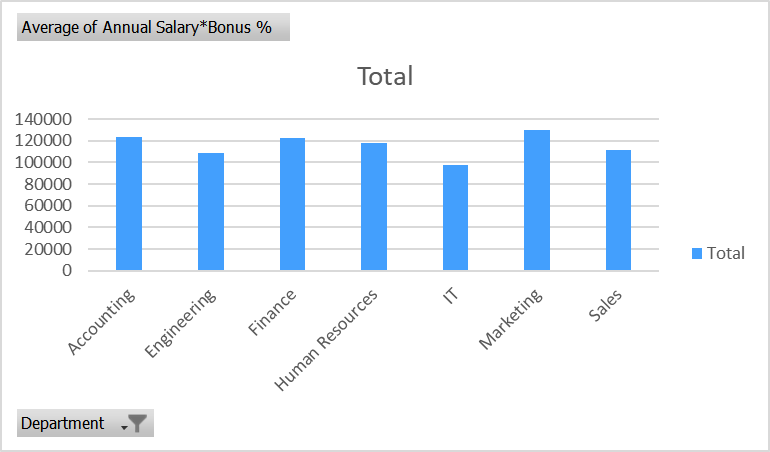 Average of Annual Salary*Bonus %
Total
140000
120000
100000
80000
60000
40000
20000
0
Accounting
Engineering
Finance
Human Resources
IT
Marketing
Sales
Total
Department